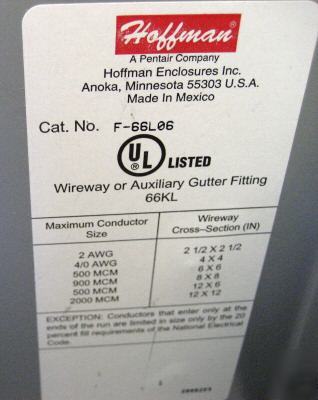 Hoffman
A Pentair Company
Hoffman Enclosures Inc.
Anoka, Minnesota 55303 U.S.A.
Made In Mexico
Cat. No. F-66L06
UL LISTED
Wireway or Auxiliary Gutter Fitting
66KL
Maximum Conductor Size Wireway Cross-Section (IN)
2 AWG 2 1/2 X 2 1/2
4/0 AWG 4 X 4
500 MCM 6 X 6
900 MCM 8 X 8
500 MCM 12 X 6
2000 MCM 12 X 12
EXCEPTION: Conductors that enter only at the
ends of the run are limited in size only by the 20
percent fill requirements of the National Electrical
Code.